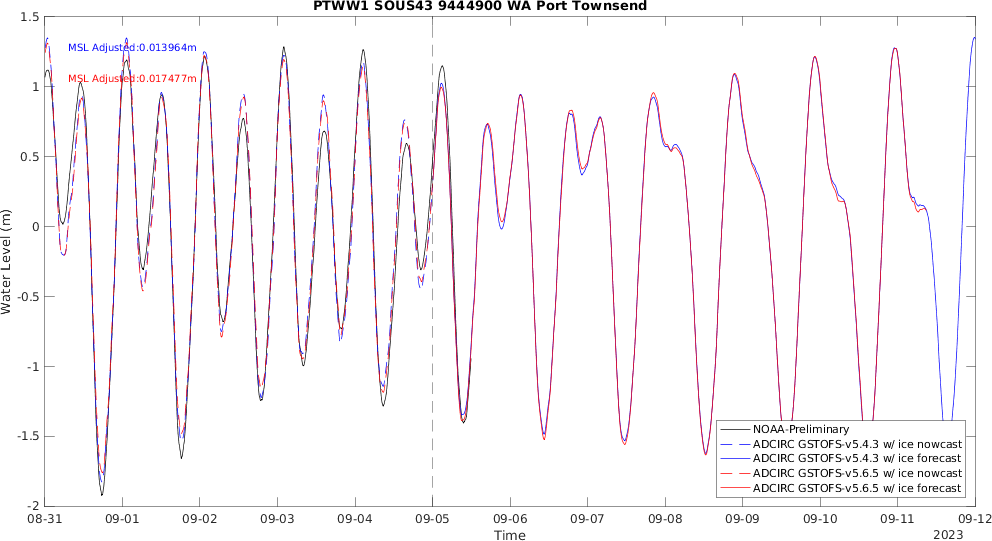 PTWW1 SOUS43 9444900 WA Port Townsend
MSL Adjusted:0.013964m
MSL Adjusted:0.017477m
Water Level (m)
1.5
1
0.5
0
-0.5
-1
-1.5
-2
NOAA-Preliminary
ADCIRC GSTOFS-v5.4.3 w/ ice nowcast
ADCIRC GSTOFS-v5.4.3 w/ ice forecast
ADCIRC GSTOFS-v5.6.5 w/ ice nowcast
ADCIRC GSTOFS-v5.6.5 w/ ice forecast
08-31 09-01 09-02 09-03 09-04 09-05 09-06 09-07 09-08 09-09 09-10 09-11 09-12
Time
2023